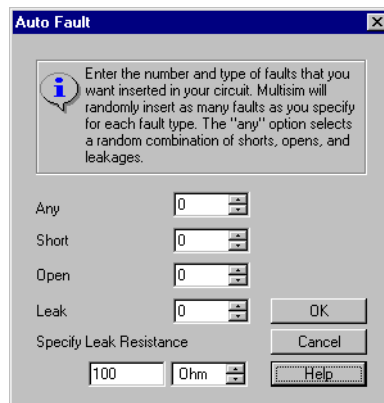 Auto Fault
Enter the number and type of faults that you
want inserted in your circuit. Multisim will
randomly insert as many faults as you specify
for each fault type. The "any" option selects
a random combination of shorts, opens, and
leakages.
Any 0
Short 0
Open 0
Leak 0 OK
Specify Leak Resistance Cancel
100 Ohm Help